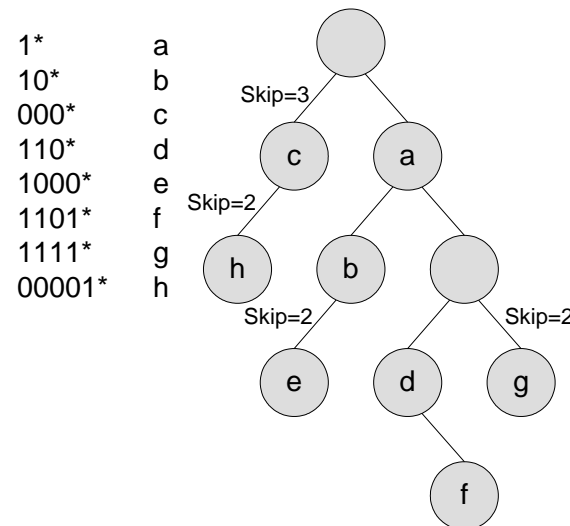 1* a
10* b
000* c
110* d
1000* e
1101* f
1111* g
00001* h
Skip=3
c a
Skip=2
h b
Skip=2 Skip=2
e d g
f